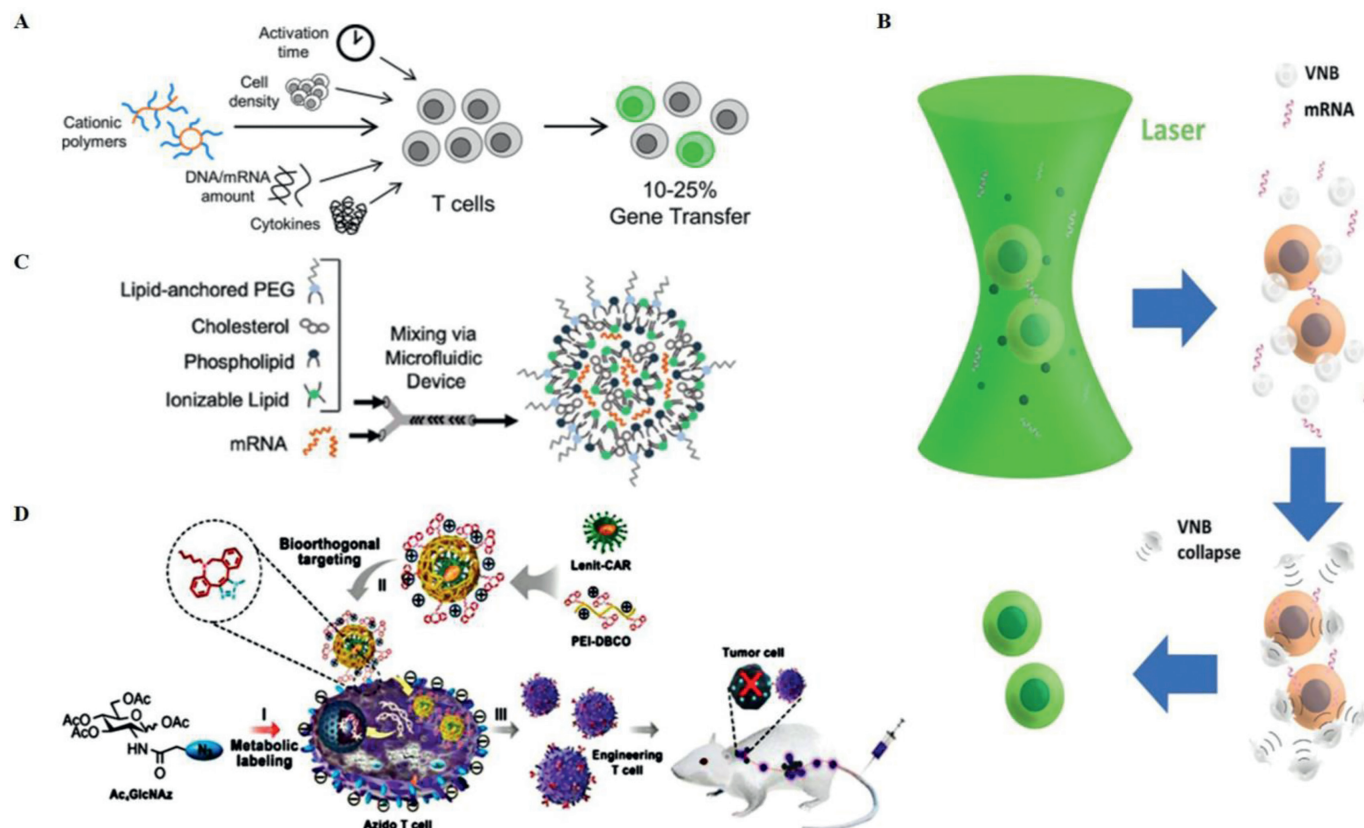 A
Activation
time
Cell
density
Cationic
polymers
DNA/mRNA
amount
Cytokines
T cells
10-25%
Gene Transfer
B
VNB
mRNA
Laser
VNB
collapse
C
Lipid-anchored PEG
Cholesterol
Phospholipid
Ionizable Lipid
mRNA
Mixing via
Microfluidic
Device
D
Bioorthogonal
targeting
II
Lenit-CAR
PEI-DBCO
Tumor cell
OAc
AcO
AcO
OAc
HN
O
N₃
Ac₄GlcNAz
I
Metabolic
labeling
Azido T cell
III
Engineering
T cell